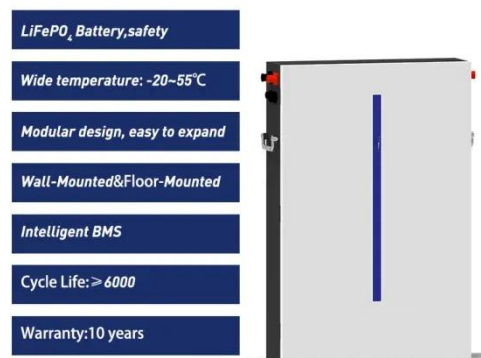 LiFePO₄ Battery,safety
Wide temperature: -20~55℃
Modular design, easy to expand
Wall-Mounted&Floor-Mounted
Intelligent BMS
Cycle Life:≥6000
Warranty:10 years